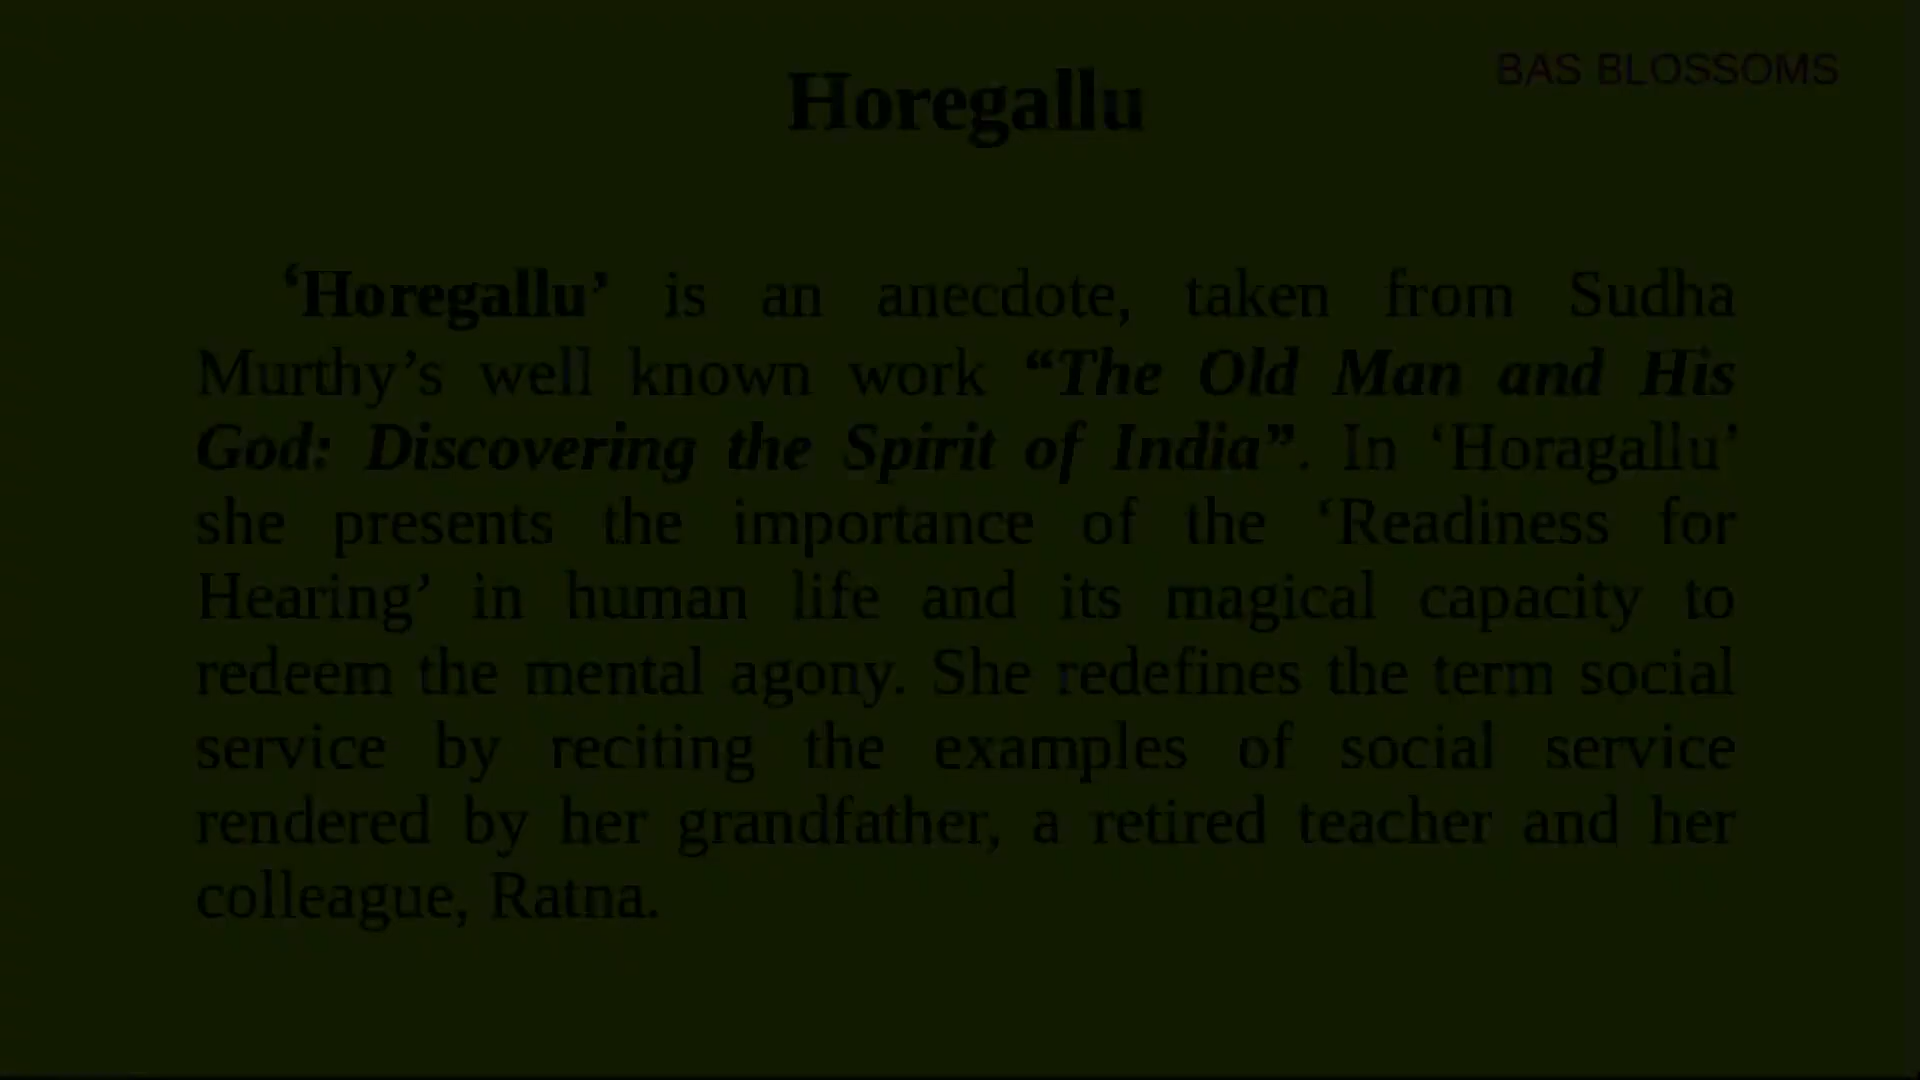 BAS BLOSSOMS
Horegallu
‘Horegallu’ is an anecdote, taken from Sudha
Murthy’s well known work “The Old Man and His
God: Discovering the Spirit of India”. In ‘Horagallu’
she presents the importance of the ‘Readiness for
Hearing’ in human life and its magical capacity to
redeem the mental agony. She redefines the term social
service by reciting the examples of social service
rendered by her grandfather, a retired teacher and her
colleague, Ratna.